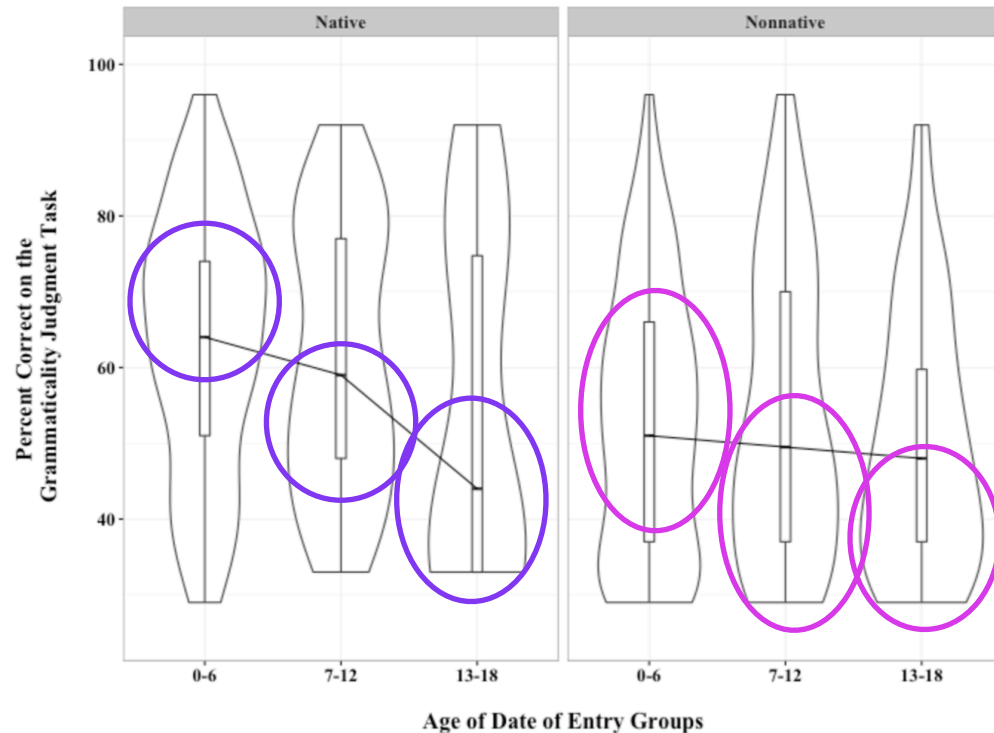 Native
Nonnative
Percent Correct on the
Grammaticality Judgment Task
100
80
60
40
0-6
7-12
13-18
0-6
7-12
13-18
Age of Date of Entry Groups